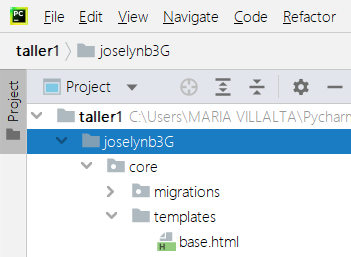 PC File Edit View Navigate Code Refactor
taller1 joselynb3G
Project Project
taller1 C:\Users\MARIA VILLALTA\Pycharm
joselynb3G
core
migrations
templates
H base.html